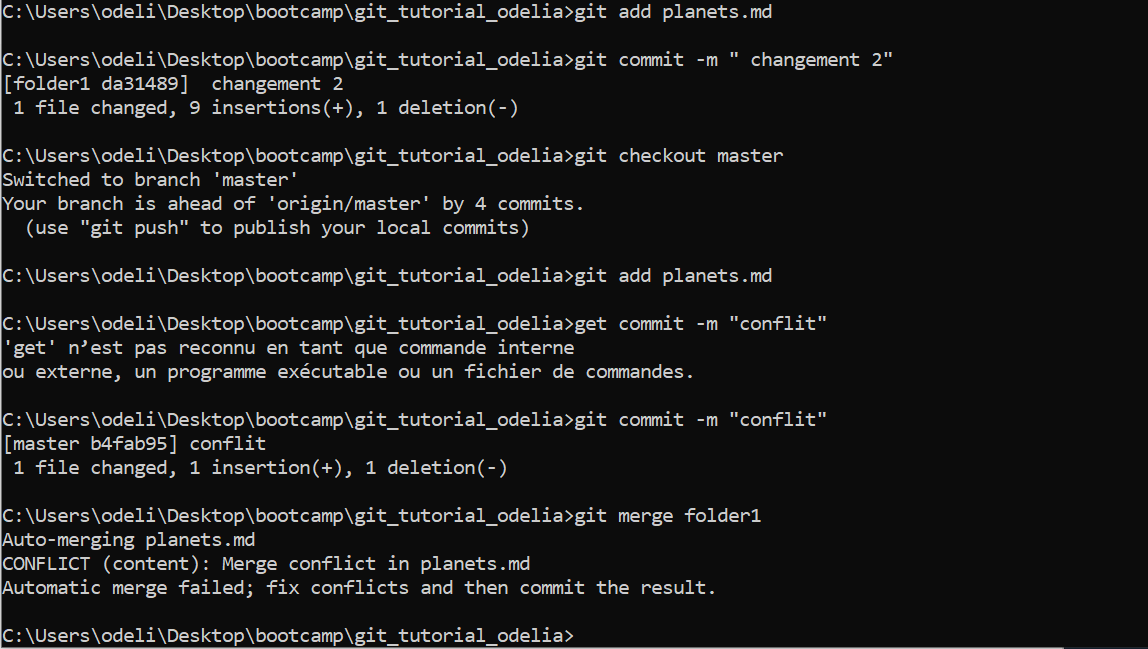 C:\Users\odeli\Desktop\bootcamp\git_tutorial_odelia>git add planets.md
C:\Users\odeli\Desktop\bootcamp\git_tutorial_odelia>git commit -m " changement 2"
[folder1 da31489]  changement 2
 1 file changed, 9 insertions(+), 1 deletion(-)
C:\Users\odeli\Desktop\bootcamp\git_tutorial_odelia>git checkout master
Switched to branch 'master'
Your branch is ahead of 'origin/master' by 4 commits.
  (use "git push" to publish your local commits)
C:\Users\odeli\Desktop\bootcamp\git_tutorial_odelia>git add planets.md
C:\Users\odeli\Desktop\bootcamp\git_tutorial_odelia>get commit -m "conflit"
'get' n’est pas reconnu en tant que commande interne
ou externe, un programme exécutable ou un fichier de commandes.
C:\Users\odeli\Desktop\bootcamp\git_tutorial_odelia>git commit -m "conflit"
[master b4fab95] conflit
 1 file changed, 1 insertion(+), 1 deletion(-)
C:\Users\odeli\Desktop\bootcamp\git_tutorial_odelia>git merge folder1
Auto-merging planets.md
CONFLICT (content): Merge conflict in planets.md
Automatic merge failed; fix conflicts and then commit the result.
C:\Users\odeli\Desktop\bootcamp\git_tutorial_odelia>